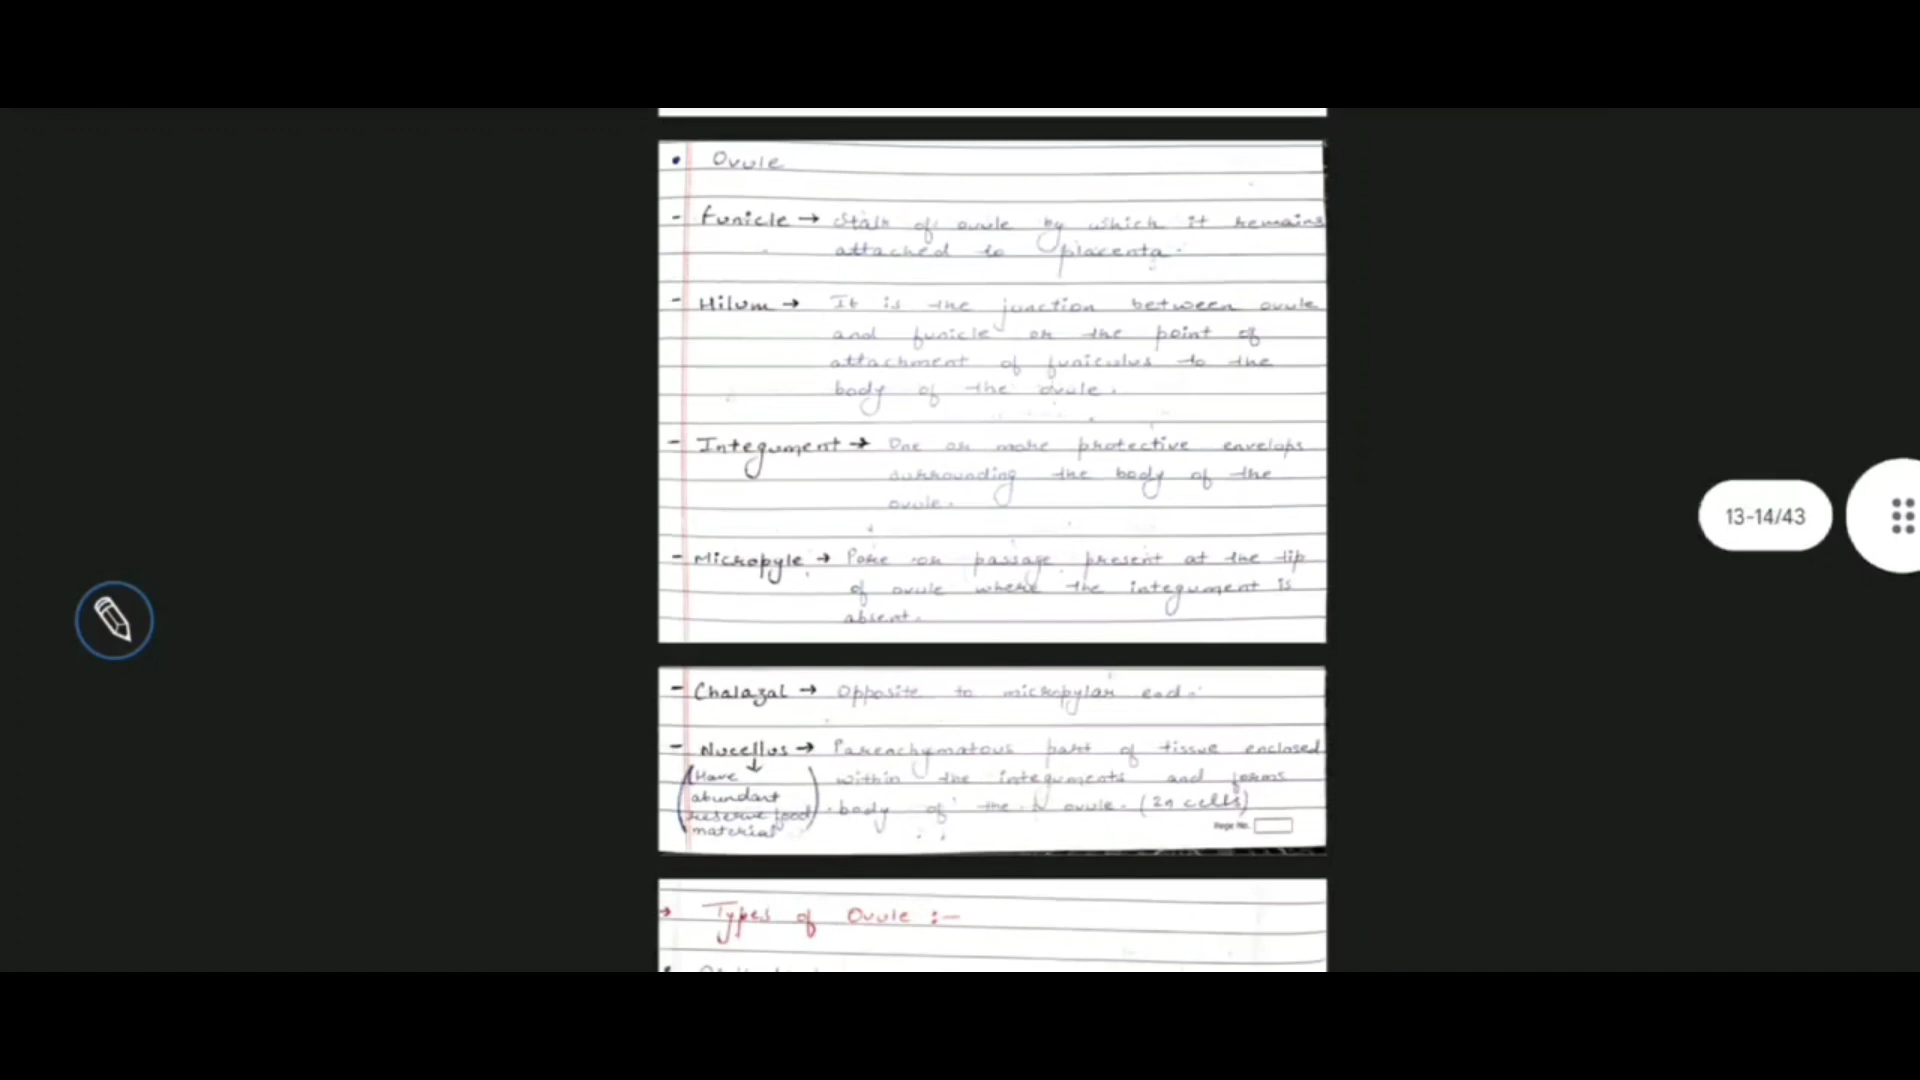 • Ovule
- Funicle → Stalk of ovule by which it remains
attached to placenta.
- Hilum → It is the junction between ovule
and funicle or the point of
attachment of funiculus to the
body of the ovule.
- Integument → One or more protective envelops
surrounding the body of the
ovule.
- Micropyle → Pore or passage present at the tip
of ovule where the integument is
absent.
13-14/43
- Chalazal → Opposite to micropylar end.
- Nucellus → Parenchymatous part of tissue enclosed
within the integuments and forms
body of the ovule. (2n cells)
(Have
abundant
reserve food
material)
Page No.
→ Types of Ovule :-